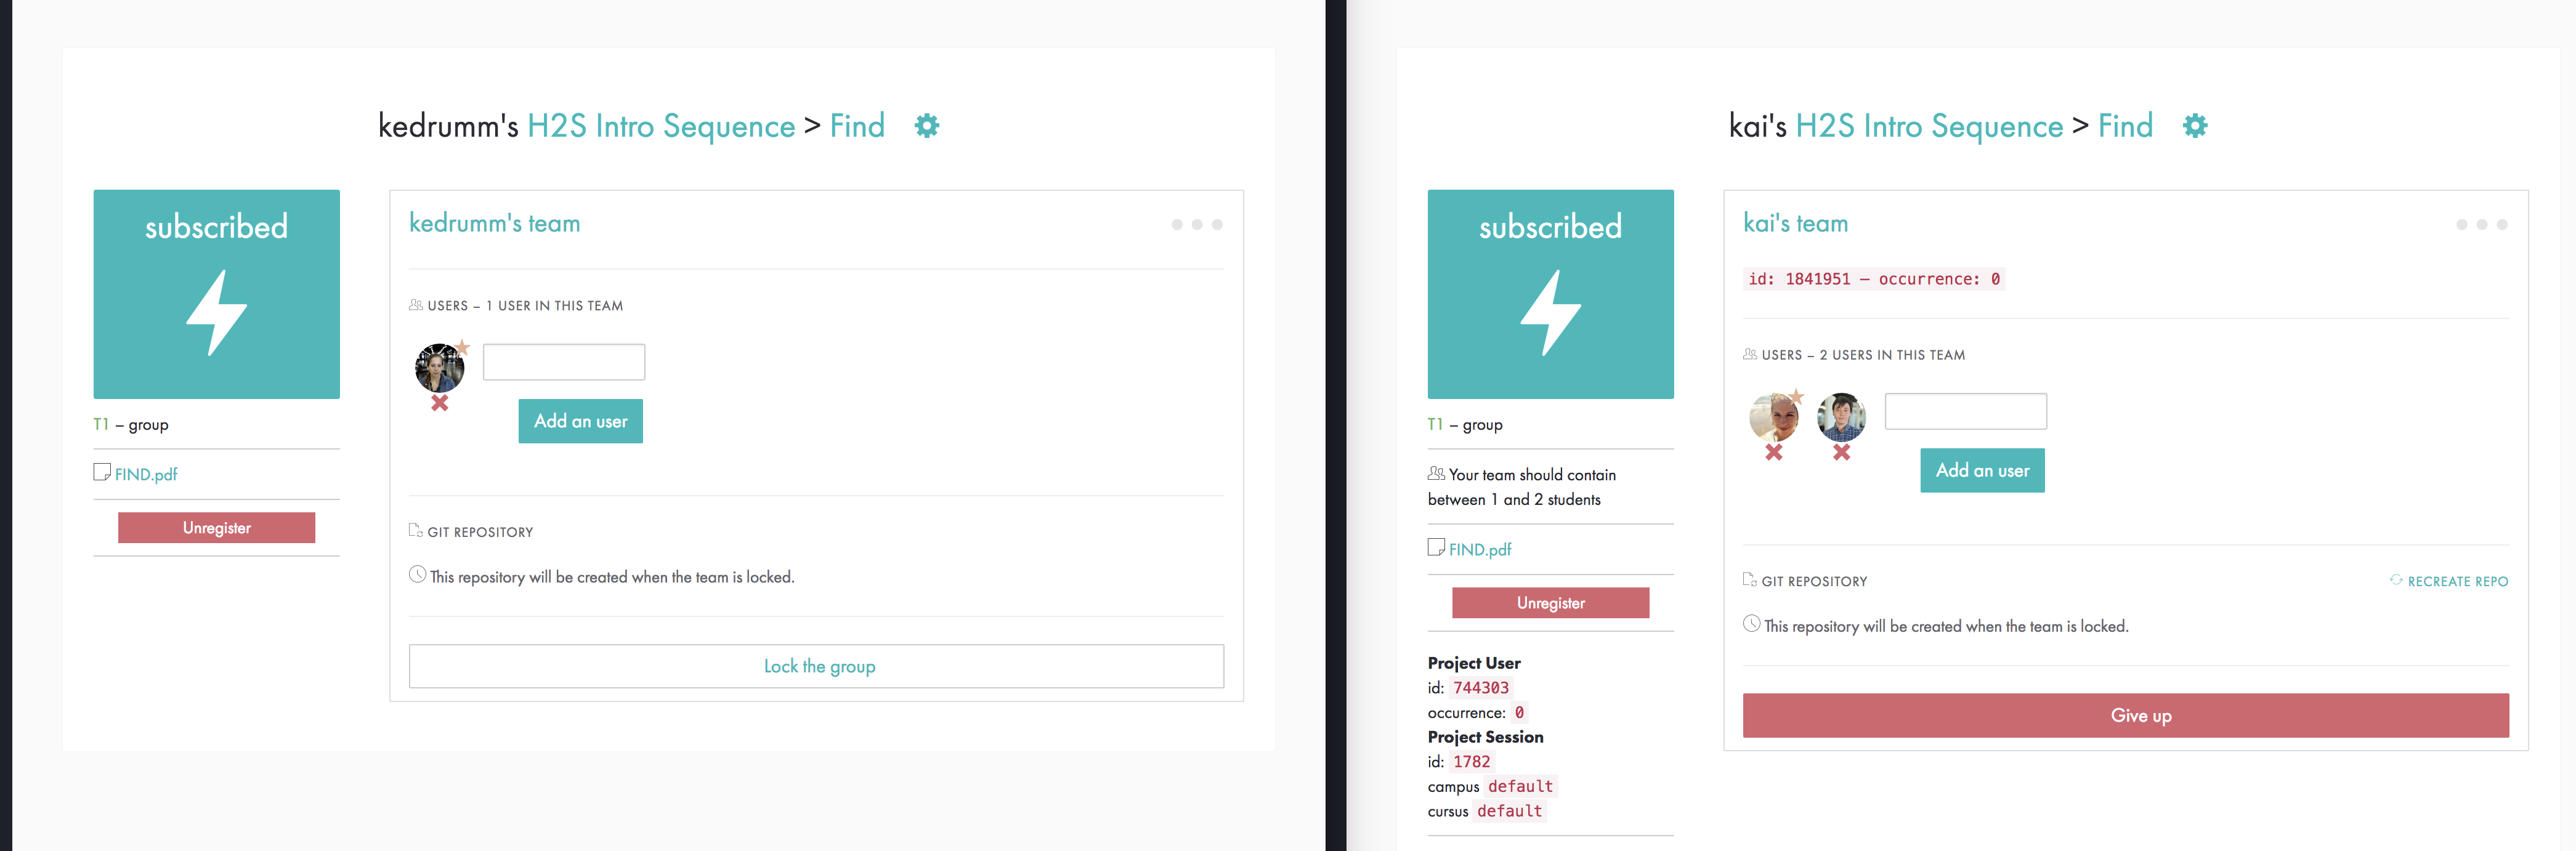 kedrumm's H2S Intro Sequence > Find
subscribed
T1 – group
FIND.pdf
Unregister
kedrumm's team
USERS – 1 USER IN THIS TEAM
Add an user
GIT REPOSITORY
This repository will be created when the team is locked.
Lock the group
kai's H2S Intro Sequence > Find
subscribed
T1 – group
Your team should contain
between 1 and 2 students
FIND.pdf
Unregister
Project User
id: 744303
occurrence: 0
Project Session
id: 1782
campus default
cursus default
kai's team
id: 1841951 – occurrence: 0
USERS – 2 USERS IN THIS TEAM
Add an user
GIT REPOSITORY
RECREATE REPO
This repository will be created when the team is locked.
Give up